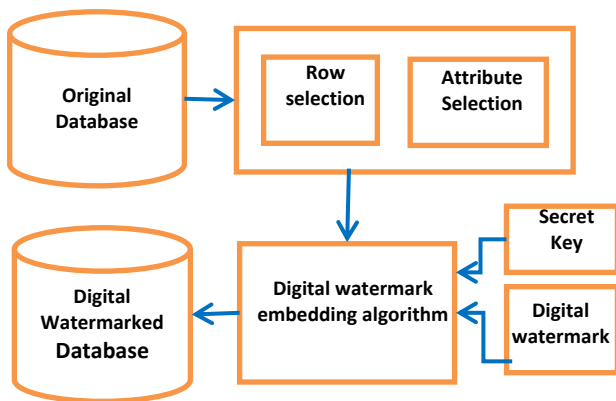 Original
Database
Row
selection
Attribute
Selection
Secret
Key
Digital
Watermarked
Database
Digital watermark
embedding algorithm
Digital
watermark